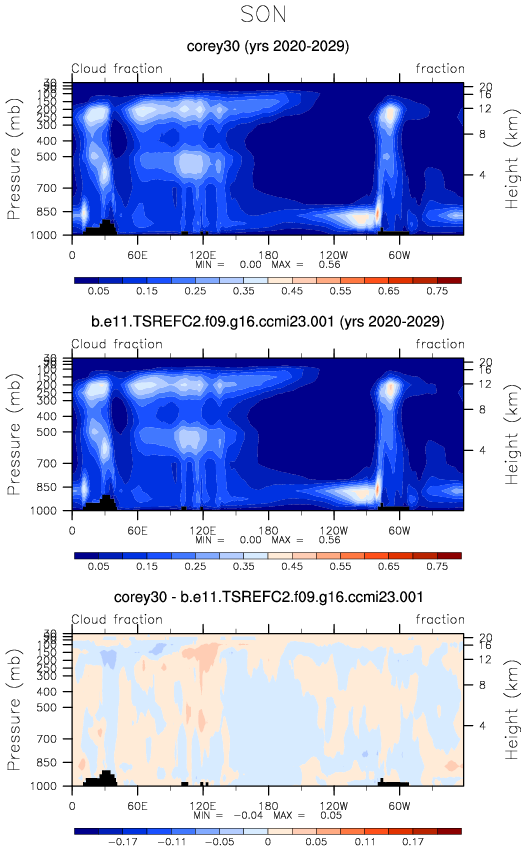 SON
corey30 (yrs 2020-2029)
Cloud fraction fraction
Pressure (mb)
30
50
100
150
200
250
300
400
500
700
850
1000
20
16
12
8
4
Height (km)
0 60E 120E 180 120W 60W
MIN = 0.00 MAX = 0.56
0.05 0.15 0.25 0.35 0.45 0.55 0.65 0.75
b.e11.TSREFC2.f09.g16.ccmi23.001 (yrs 2020-2029)
Cloud fraction fraction
Pressure (mb)
30
50
100
150
200
250
300
400
500
700
850
1000
20
16
12
8
4
Height (km)
0 60E 120E 180 120W 60W
MIN = 0.00 MAX = 0.56
0.05 0.15 0.25 0.35 0.45 0.55 0.65 0.75
corey30 - b.e11.TSREFC2.f09.g16.ccmi23.001
Cloud fraction fraction
Pressure (mb)
30
50
100
150
200
250
300
400
500
700
850
1000
20
16
12
8
4
Height (km)
0 60E 120E 180 120W 60W
MIN = -0.04 MAX = 0.05
-0.17 -0.11 -0.05 0 0.05 0.11 0.17